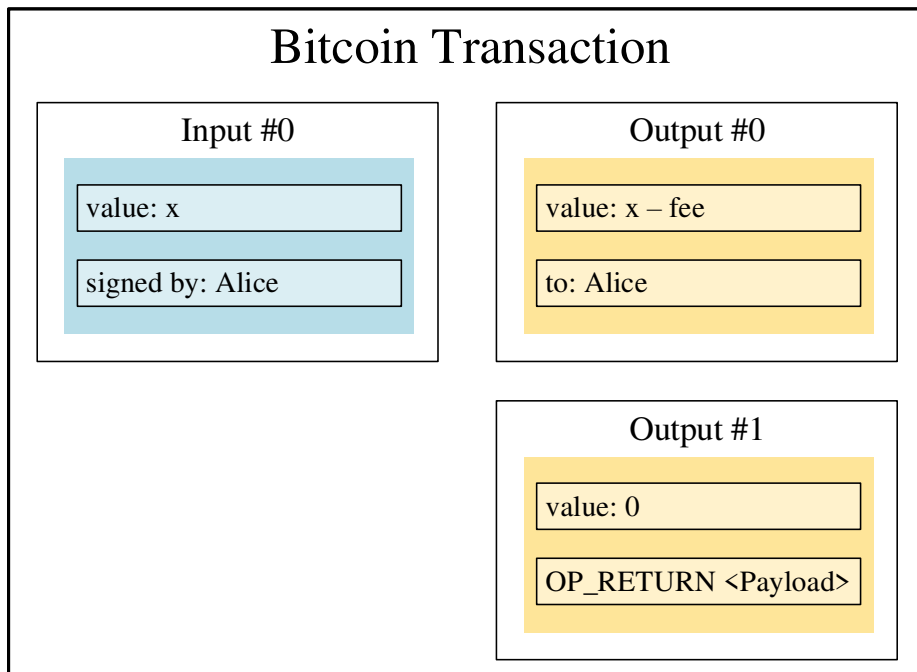 Bitcoin Transaction
Input #0
value: x
signed by: Alice
Output #0
value: x – fee
to: Alice
Output #1
value: 0
OP_RETURN <Payload>